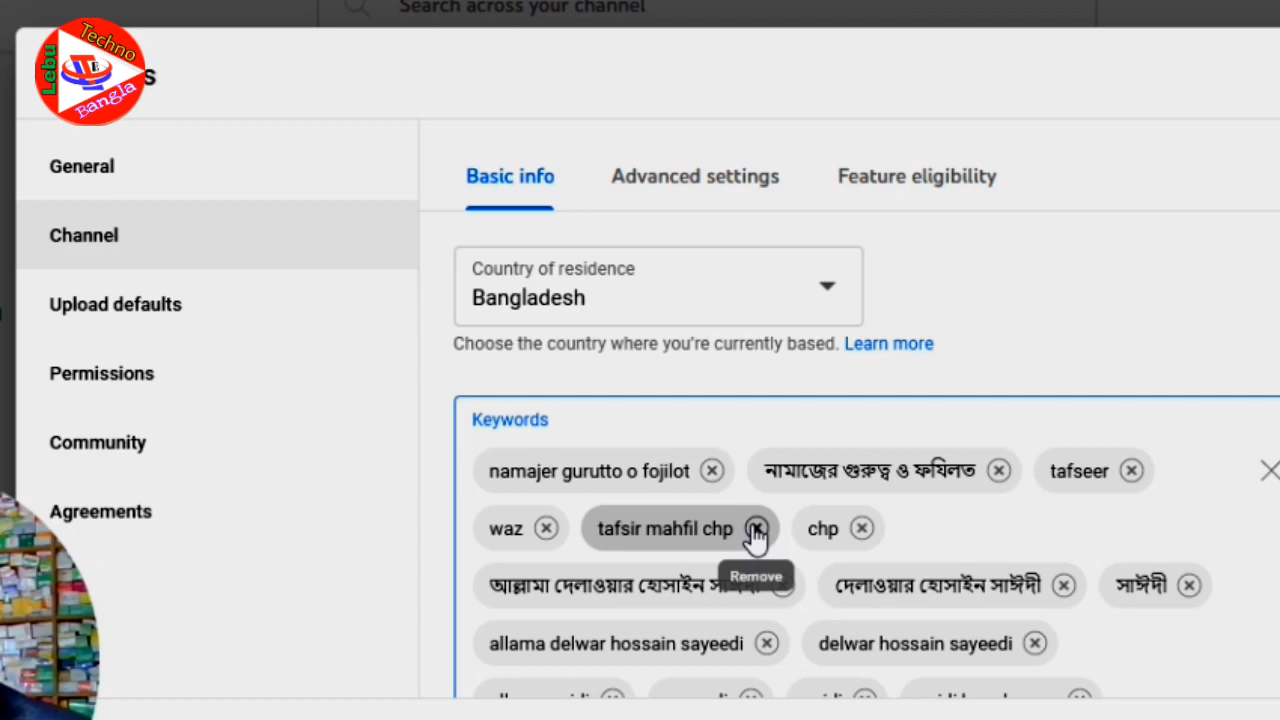 Search across your channel
Lebu
Techno
Bangla
s
General
Channel
Upload defaults
Permissions
Community
Agreements
Basic info
Advanced settings
Feature eligibility
Country of residence
Bangladesh
Choose the country where you're currently based. Learn more
Keywords
namajer gurutto o fojilot
নামাজের গুরুত্ব ও ফযিলত
tafseer
waz
tafsir mahfil chp
chp
Remove
আল্লামা দেলাওয়ার হোসাইন
দেলাওয়ার হোসাইন সাঈদী
সাঈদী
allama delwar hossain sayeedi
delwar hossain sayeedi